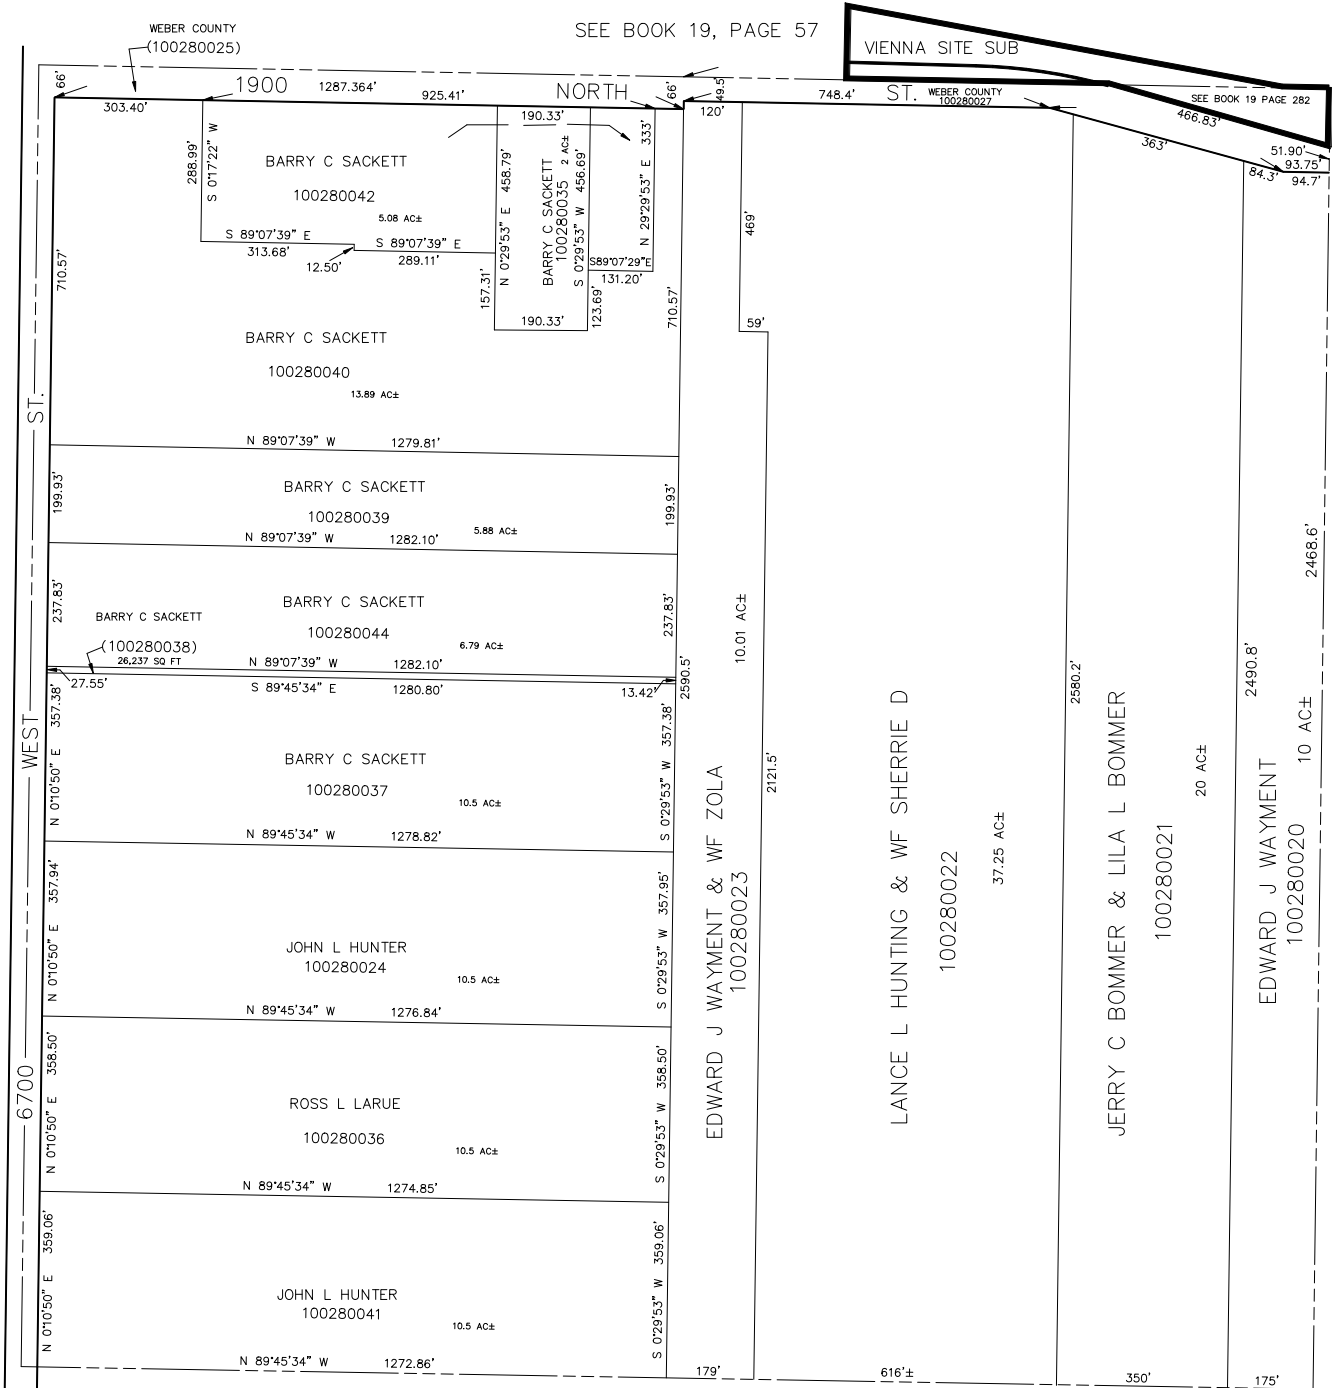 SEE BOOK 19, PAGE 57
WEBER COUNTY
(100280025)
VIENNA SITE SUB
SEE BOOK 19 PAGE 282
66'
1900
1287.364'
925.41'
NORTH
66'
49.5'
748.4'
ST.
WEBER COUNTY
100280027
466.83'
303.40'
190.33'
120'
363'
51.90'
93.75'
84.3'
94.7'
288.99'
S 0°17'22" W
BARRY C SACKETT
100280042
5.08 AC±
S 89°07'39" E
313.68'
12.50'
S 89°07'39" E
289.11'
N 0°29'53" E 458.79'
157.31'
BARRY C SACKETT
100280035
2 AC±
S 0°29'53" W 456.69'
123.69'
N 29°29'53" E 333'
S89°07'29"E
131.20'
190.33'
469'
59'
710.57'
710.57'
BARRY C SACKETT
100280040
13.89 AC±
ST.
N 89°07'39" W 1279.81'
199.93'
BARRY C SACKETT
100280039
5.88 AC±
199.93'
N 89°07'39" W 1282.10'
237.83'
BARRY C SACKETT
100280044
6.79 AC±
237.83'
BARRY C SACKETT
(100280038)
26,237 SQ FT
N 89°07'39" W 1282.10'
27.55'
S 89°45'34" E 1280.80'
13.42'
2590.5'
WEST
N 0°10'50" E 357.38'
BARRY C SACKETT
100280037
10.5 AC±
S 0°29'53" W 357.38'
N 89°45'34" W 1278.82'
N 0°10'50" E 357.94'
JOHN L HUNTER
100280024
10.5 AC±
S 0°29'53" W 357.95'
N 89°45'34" W 1276.84'
6700
N 0°10'50" E 358.50'
ROSS L LARUE
100280036
10.5 AC±
S 0°29'53" W 358.50'
N 89°45'34" W 1274.85'
N 0°10'50" E 359.06'
JOHN L HUNTER
100280041
10.5 AC±
S 0°29'53" W 359.06'
N 89°45'34" W 1272.86'
EDWARD J WAYMENT & WF ZOLA
100280023
10.01 AC±
2121.5'
LANCE L HUNTING & WF SHERRIE D
100280022
37.25 AC±
2580.2'
JERRY C BOMMER & LILA L BOMMER
100280021
20 AC±
2490.8'
EDWARD J WAYMENT
100280020
10 AC±
2468.6'
179'
616'±
350'
175'